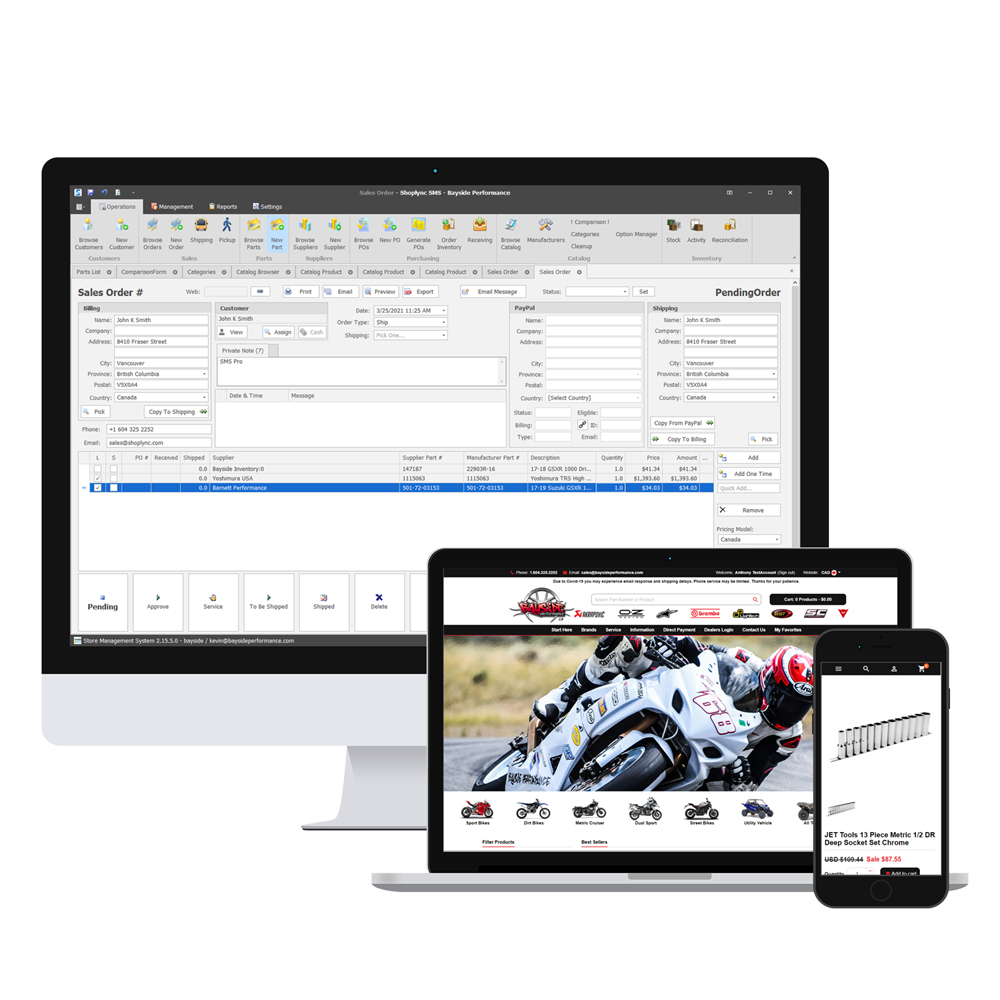 Sales Order - Shoplync SMS - Bayside Performance
Operations Management Reports Settings
Browse Customers New Customer Browse Orders New Order Shipping Pickup Browse Parts New Part Browse Suppliers New Supplier Browse POs New PO Generate POs Order Inventory Receiving Browse Catalog Manufacturers ! Comparison ! Categories Cleanup Option Manager Stock Activity Reconciliation
Customers Sales Parts Suppliers Purchasing Catalog Inventory
Parts List ComparisonForm Categories Catalog Browser Catalog Product Catalog Product Catalog Product Sales Order Sales Order
Sales Order # Web: Print Email Preview Export Email Message Status: Set PendingOrder
Billing
Name: John K Smith
Company:
Address: 8410 Fraser Street
City: Vancouver
Province: British Columbia
Postal: V5X0A4
Country: Canada
Pick Copy To Shipping
Phone: +1 604 325 2252
Email: sales@shoplync.com
Customer
John K Smith
View Assign Cash
Date: 3/25/2021 11:25 AM
Order Type: Ship
Shipping: Pick One...
Private Note (7)
SMS Pro
Date & Time Message
PayPal
Name:
Company:
Address:
City:
Province:
Postal:
Country: [Select Country]
Status: Eligible:
Billing: ID:
Type: Email:
Shipping
Name: John K Smith
Company:
Address: 8410 Fraser Street
City: Vancouver
Province: British Columbia
Postal: V5X0A4
Country: Canada
Copy From PayPal
Copy To Billing Pick
L S PO # Received Shipped Supplier Supplier Part # Manufacturer Part # Description Quantity Price Amount ...
0.0 Bayside Inventory:0 147187 22903R-16 17-18 GSXR 1000 Dri... 1.0 $41.34 $41.34
0.0 Yoshimura USA 1115063 1115063 Yoshimura TRS High ... 1.0 $1,393.60 $1,393.60
0.0 Barnett Performance 501-72-03153 501-72-03153 17-19 Suzuki GSXR 1... 1.0 $34.03 $34.03
Add
Add One Time
Quick Add...
Remove
Pricing Model:
Canada
Pending Approve Service To Be Shipped Shipped Delete
Store Management System 2.15.5.0 - bayside / kevin@baysideperformance.com
Phone: 1.604.325.2252 Email: sales@baysideperformance.com Welcome, Anthony TestAccount (Sign out) Website: CAD
Due to Covid-19 you may experience email response and shipping delays. Phone service may be limited. Thanks for your patience.
BAYSIDE
Search Part Number or Product
Cart: 0 Products - $0.00
AKRAPOVIC OZ brembo SC
Start Here Brands Service Information Direct Payment Dealers Login Contact Us My Favorites
68
Arai
BAYSIDE PERFORMANCE
Sport Bikes Dirt Bikes Metric Cruiser Dual Sport Street Bikes Utility Vehicle
Filter Products Best Sellers
JET Tools 13 Piece Metric 1/2 DR
Deep Socket Set Chrome
USD $109.44 Sale $87.55
Quantity 1 Add to cart